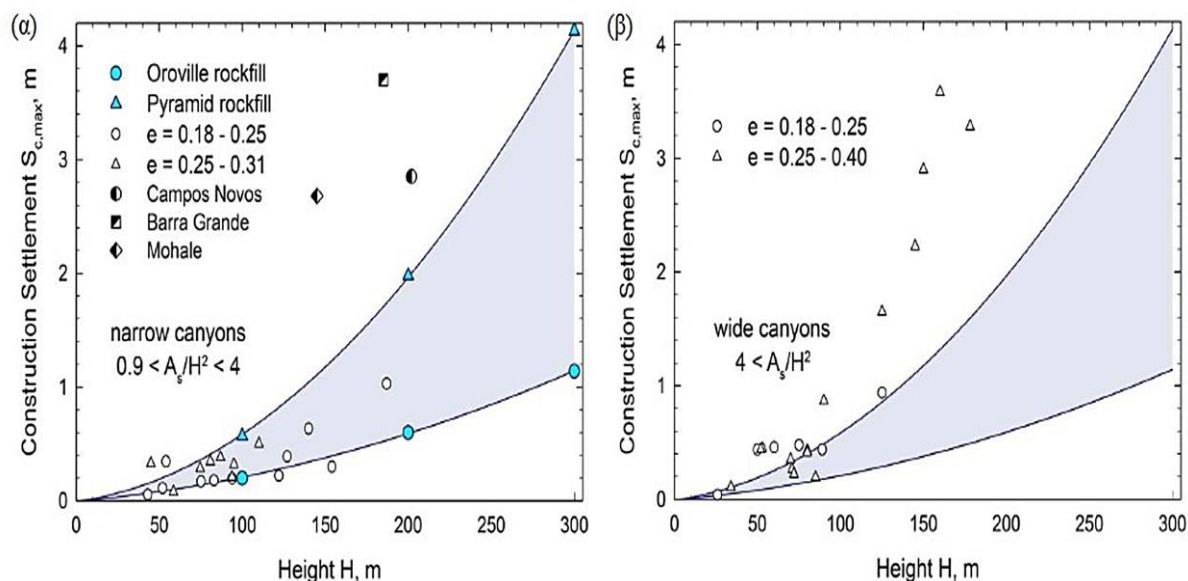 (α)
Construction Settlement S_c,max, m
4
3
2
1
0
Oroville rockfill
Pyramid rockfill
e = 0.18 - 0.25
e = 0.25 - 0.31
Campos Novos
Barra Grande
Mohale
narrow canyons
0.9 < A_s/H² < 4
0 50 100 150 200 250 300
Height H, m
(β)
Construction Settlement S_c,max, m
4
3
2
1
0
e = 0.18 - 0.25
e = 0.25 - 0.40
wide canyons
4 < A_s/H²
0 50 100 150 200 250 300
Height H, m